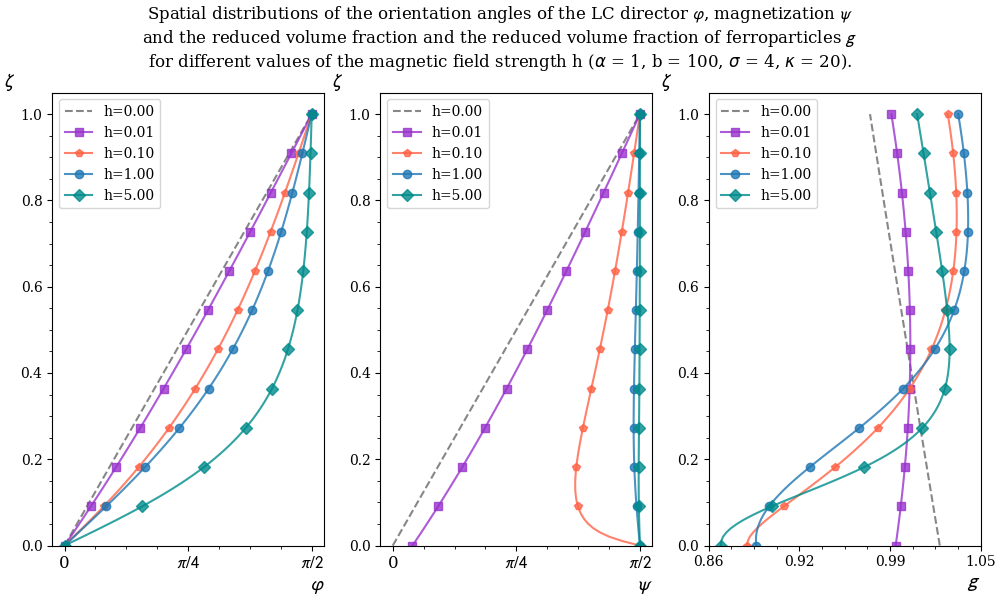 Spatial distributions of the orientation angles of the LC director φ, magnetization ψ
and the reduced volume fraction and the reduced volume fraction of ferroparticles g
for different values of the magnetic field strength h (α = 1, b = 100, σ = 4, κ = 20).
ζ ζ ζ
h=0.00 h=0.00 h=0.00
h=0.01 h=0.01 h=0.01
h=0.10 h=0.10 h=0.10
h=1.00 h=1.00 h=1.00
h=5.00 h=5.00 h=5.00
1.0 1.0 1.0
0.8 0.8 0.8
0.6 0.6 0.6
0.4 0.4 0.4
0.2 0.2 0.2
0.0 0.0 0.0
0 π/4 π/2 0 π/4 π/2 0.86 0.92 0.99 1.05
φ ψ g